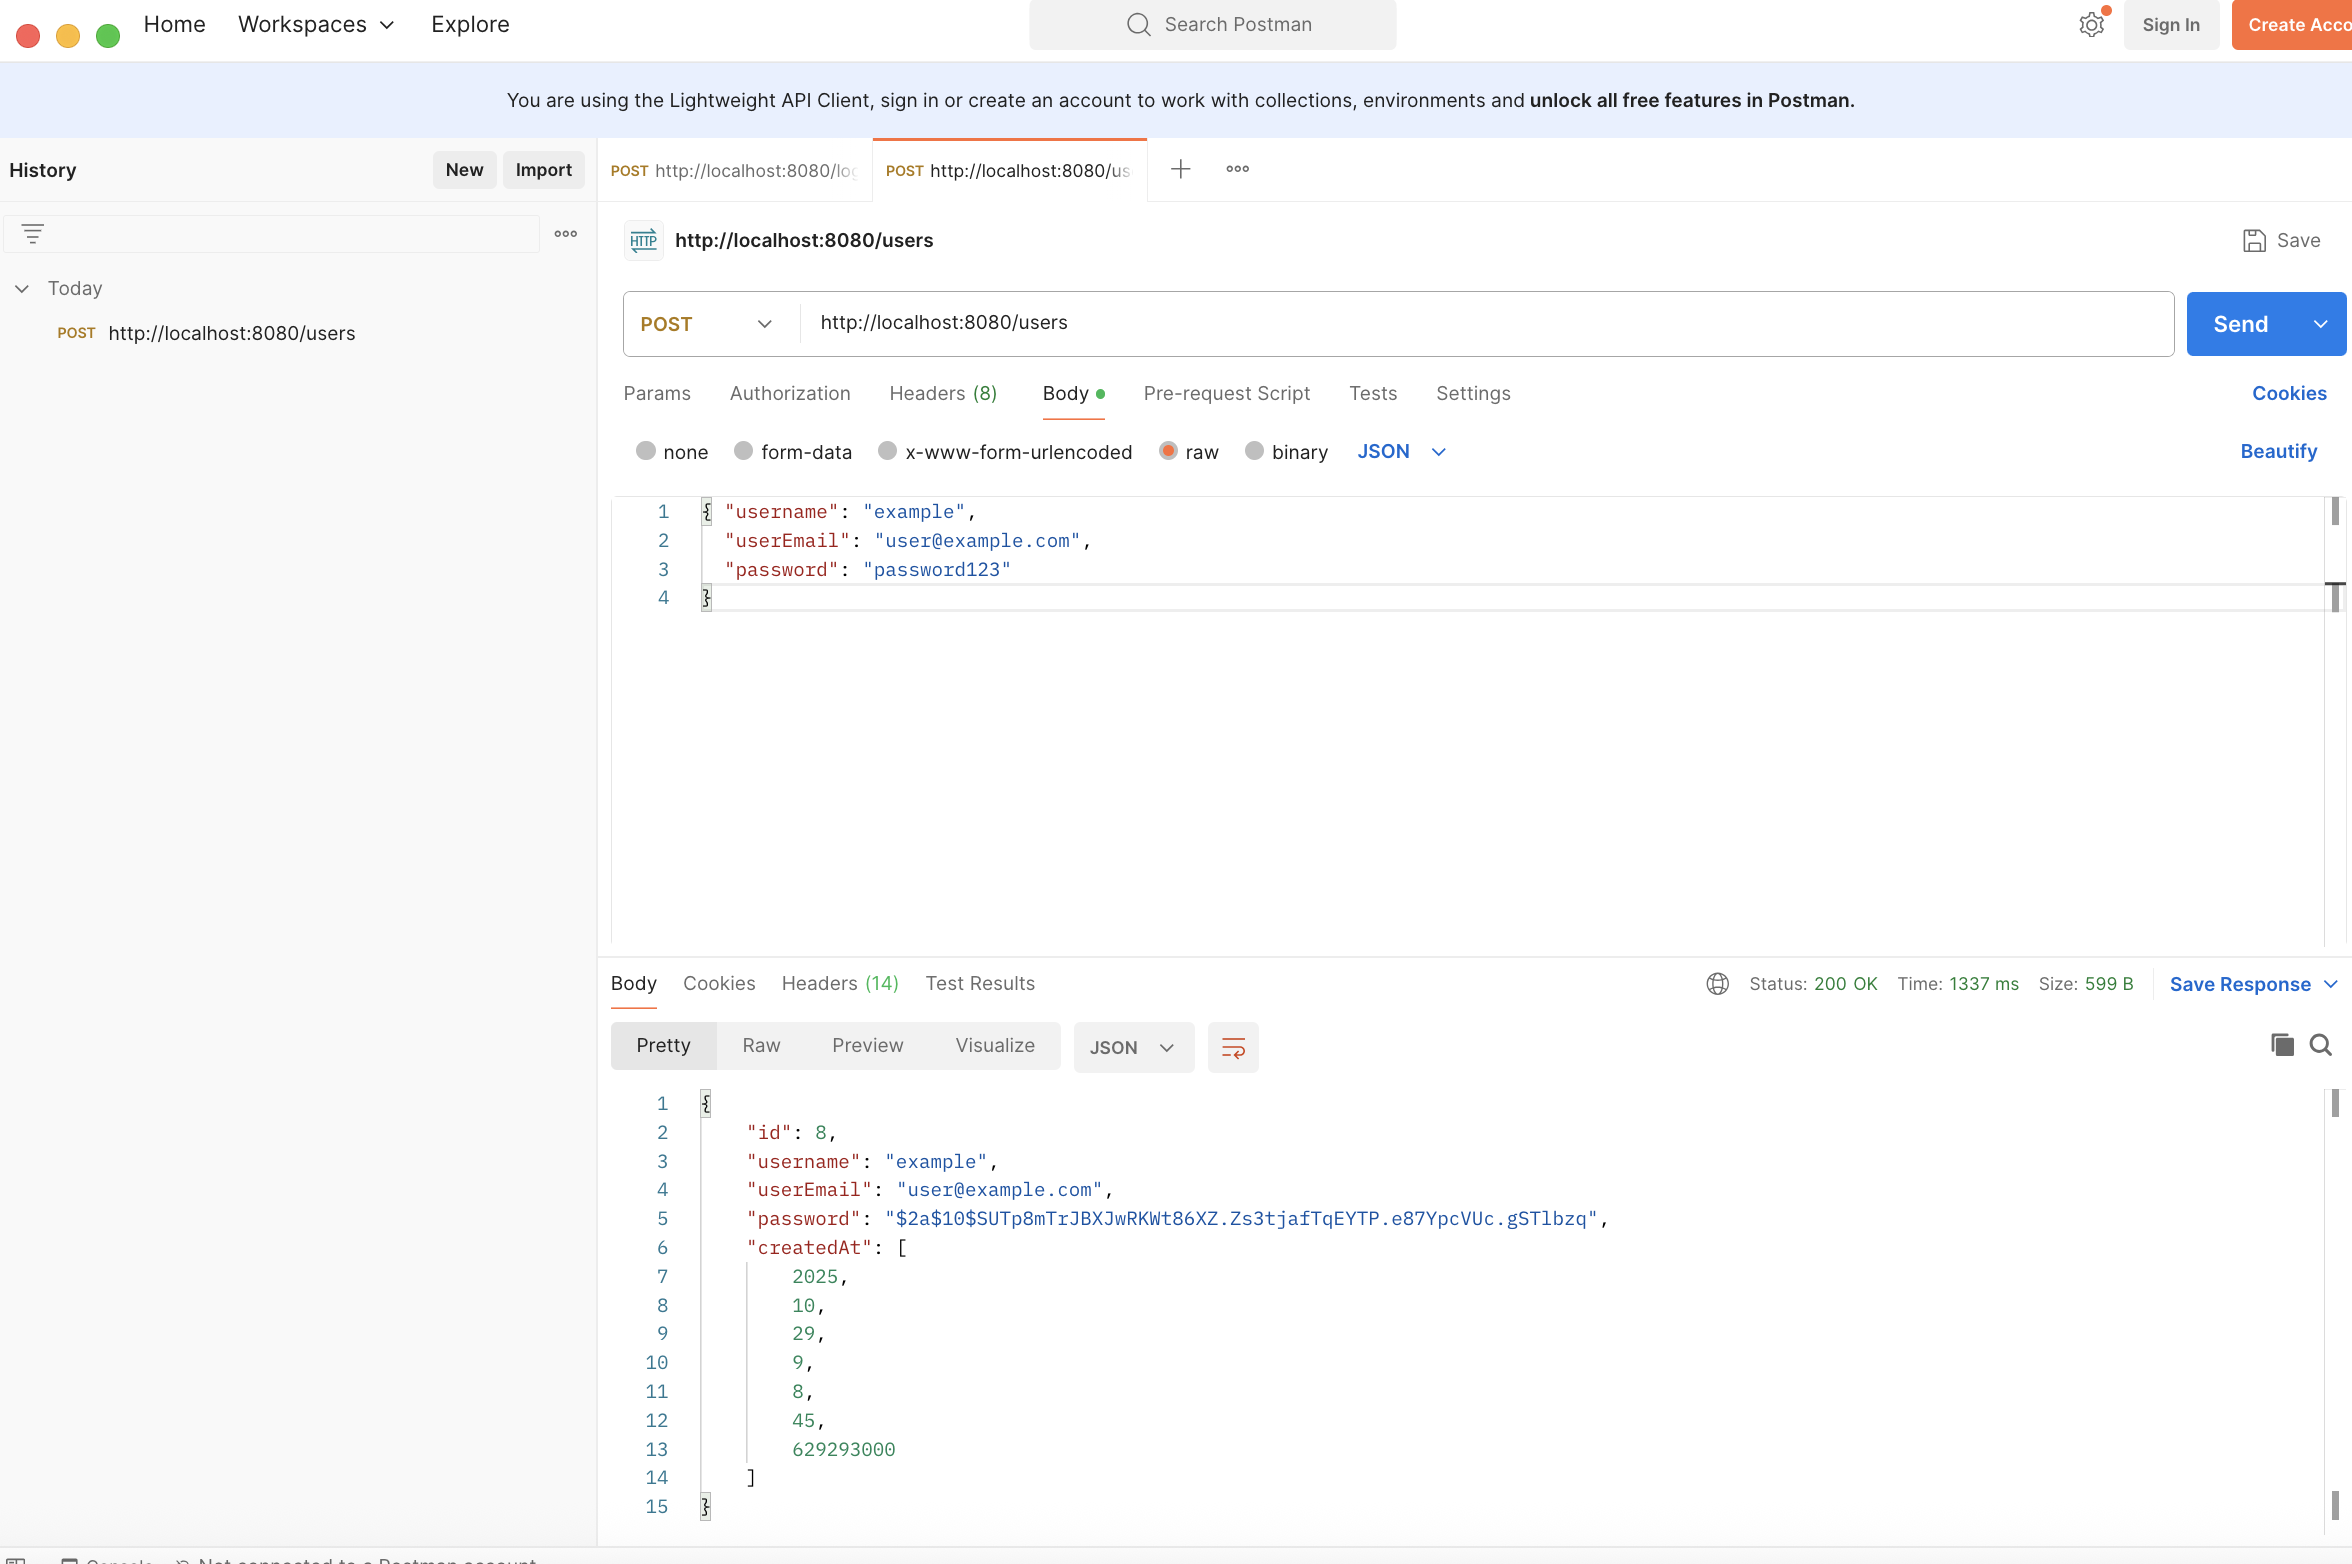 Home Workspaces Explore
Search Postman
Sign In
Create Acco
You are using the Lightweight API Client, sign in or create an account to work with collections, environments and unlock all free features in Postman.
History
New Import
POST http://localhost:8080/log
POST http://localhost:8080/us
Today
POST http://localhost:8080/users
HTTP http://localhost:8080/users
Save
POST http://localhost:8080/users
Send
Params Authorization Headers (8) Body Pre-request Script Tests Settings
Cookies
none form-data x-www-form-urlencoded raw binary JSON
Beautify
1 { "username": "example",
2 "userEmail": "user@example.com",
3 "password": "password123"
4 }
Body Cookies Headers (14) Test Results
Status: 200 OK Time: 1337 ms Size: 599 B
Save Response
Pretty Raw Preview Visualize JSON
1 {
2 "id": 8,
3 "username": "example",
4 "userEmail": "user@example.com",
5 "password": "$2a$10$SUTp8mTrJBXJwRKWt86XZ.Zs3tjafTqEYTP.e87YpcVUc.gSTlbzq",
6 "createdAt": [
7 2025,
8 10,
9 29,
10 9,
11 8,
12 45,
13 629293000
14 ]
15 }
Console Not connected to a Postman account